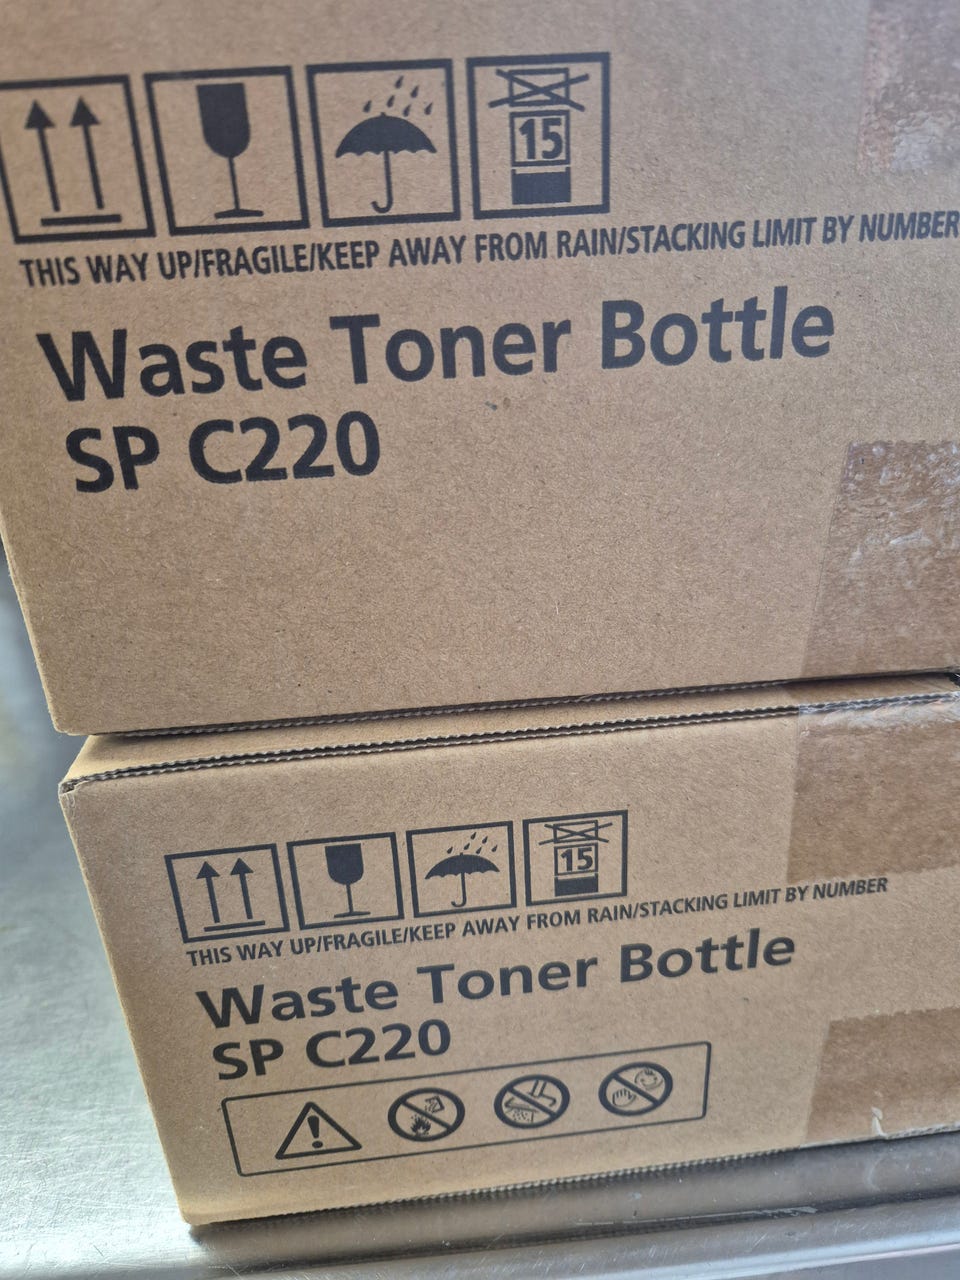 15
THIS WAY UP/FRAGILE/KEEP AWAY FROM RAIN/STACKING LIMIT BY NUMBER
Waste Toner Bottle
SP C220
15
THIS WAY UP/FRAGILE/KEEP AWAY FROM RAIN/STACKING LIMIT BY NUMBER
Waste Toner Bottle
SP C220